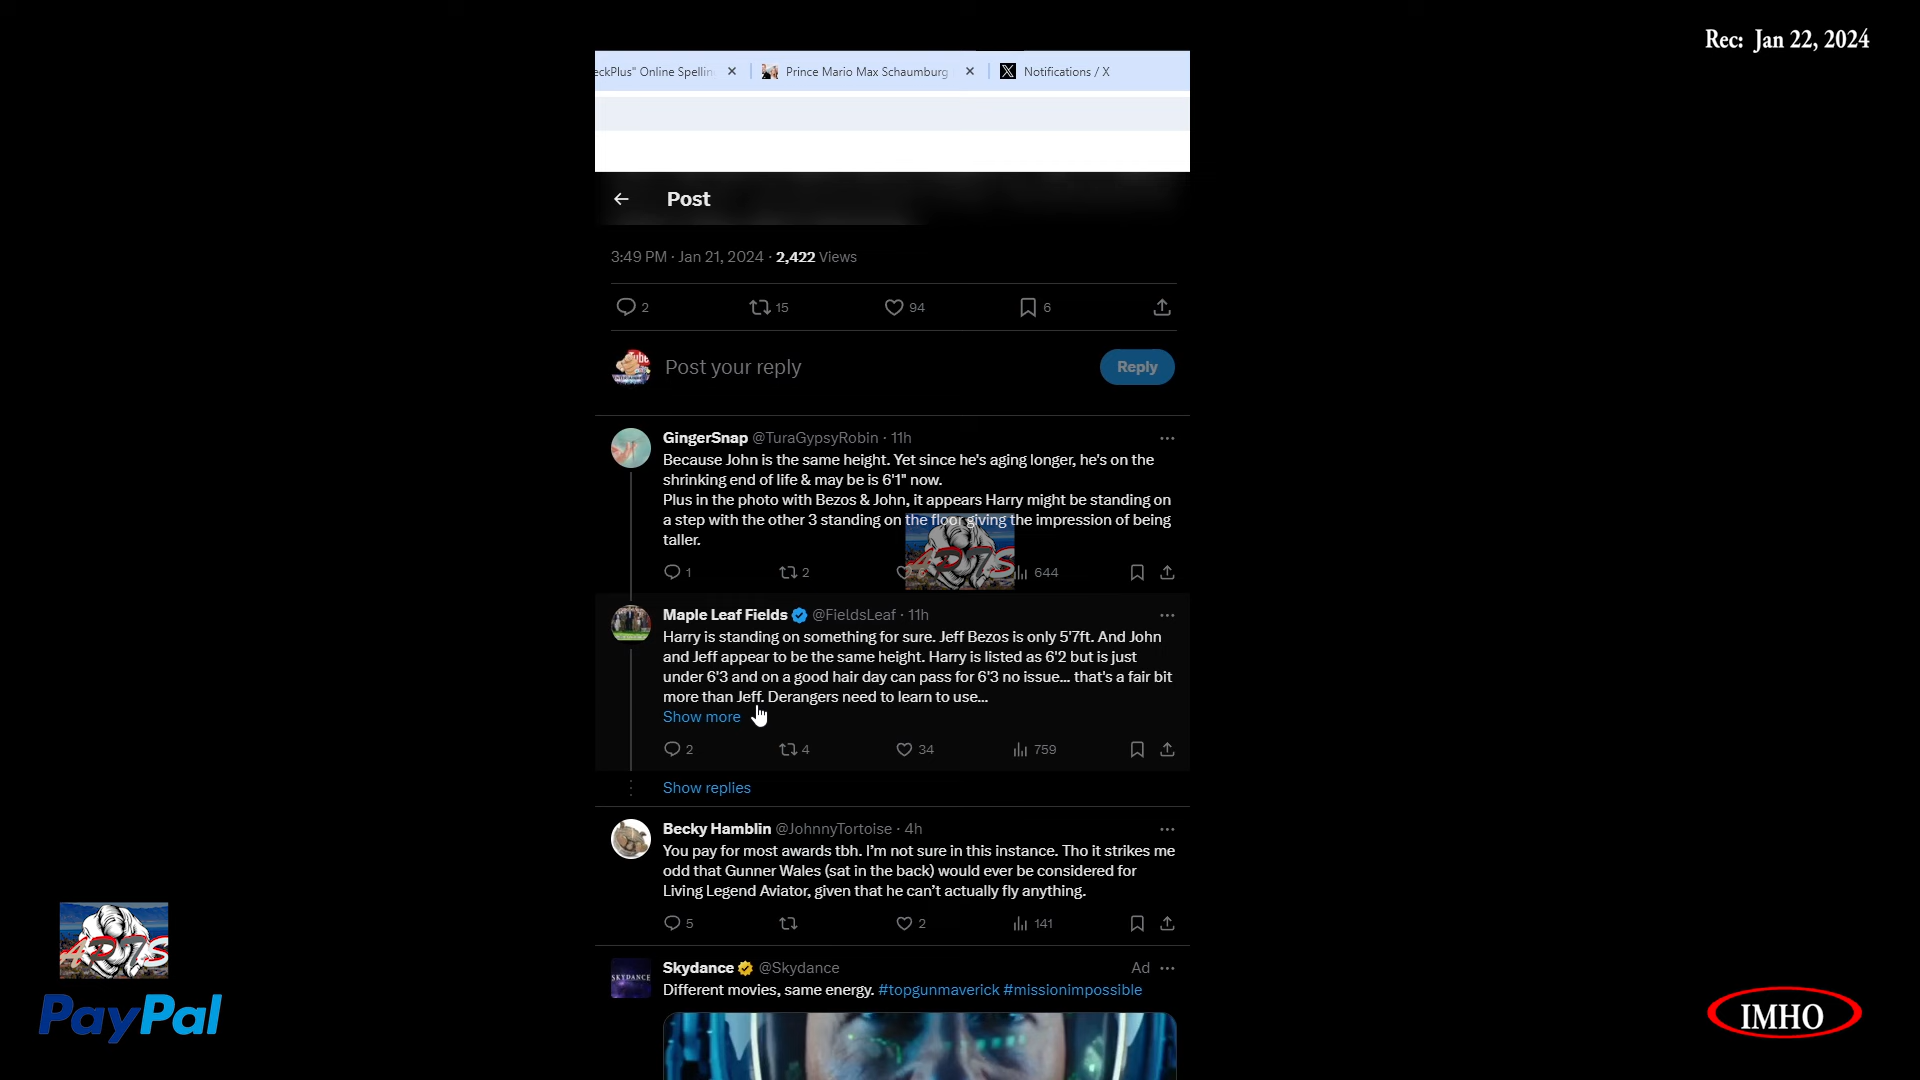 Rec: Jan 22, 2024
eckPlus" Online Spellin
Prince Mario Max Schaumburg
Notifications / X
Post
3:49 PM · Jan 21, 2024 · 2,422 Views
2 15 94 6
Post your reply
Reply
GingerSnap @TuraGypsyRobin · 11h
Because John is the same height. Yet since he's aging longer, he's on the
shrinking end of life & may be is 6'1" now.
Plus in the photo with Bezos & John, it appears Harry might be standing on
a step with the other 3 standing on the floor giving the impression of being
taller.
1 2 644
Maple Leaf Fields @FieldsLeaf · 11h
Harry is standing on something for sure. Jeff Bezos is only 5'7ft. And John
and Jeff appear to be the same height. Harry is listed as 6'2 but is just
under 6'3 and on a good hair day can pass for 6'3 no issue... that's a fair bit
more than Jeff. Derangers need to learn to use...
Show more
2 4 34 759
Show replies
Becky Hamblin @JohnnyTortoise · 4h
You pay for most awards tbh. I'm not sure in this instance. Tho it strikes me
odd that Gunner Wales (sat in the back) would ever be considered for
Living Legend Aviator, given that he can't actually fly anything.
5 2 141
Skydance @Skydance Ad
SKYDANCE
Different movies, same energy. #topgunmaverick #missionimpossible
PayPal
IMHO